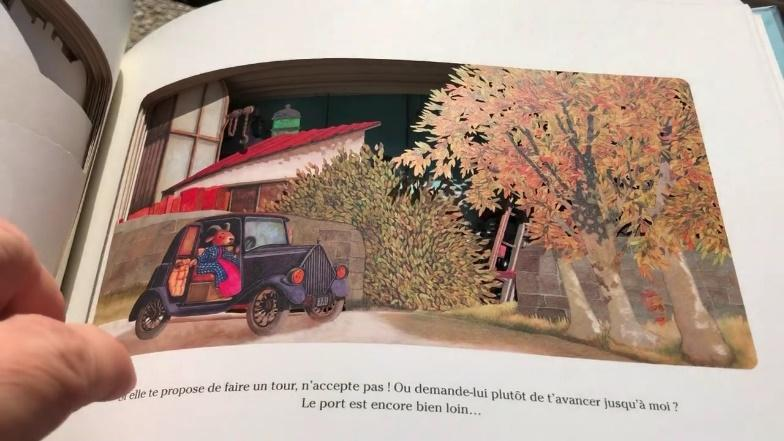 si elle te propose de faire un tour, n'accepte pas ! Ou demande-lui plutôt de t'avancer jusqu'à moi ?
Le port est encore bien loin...